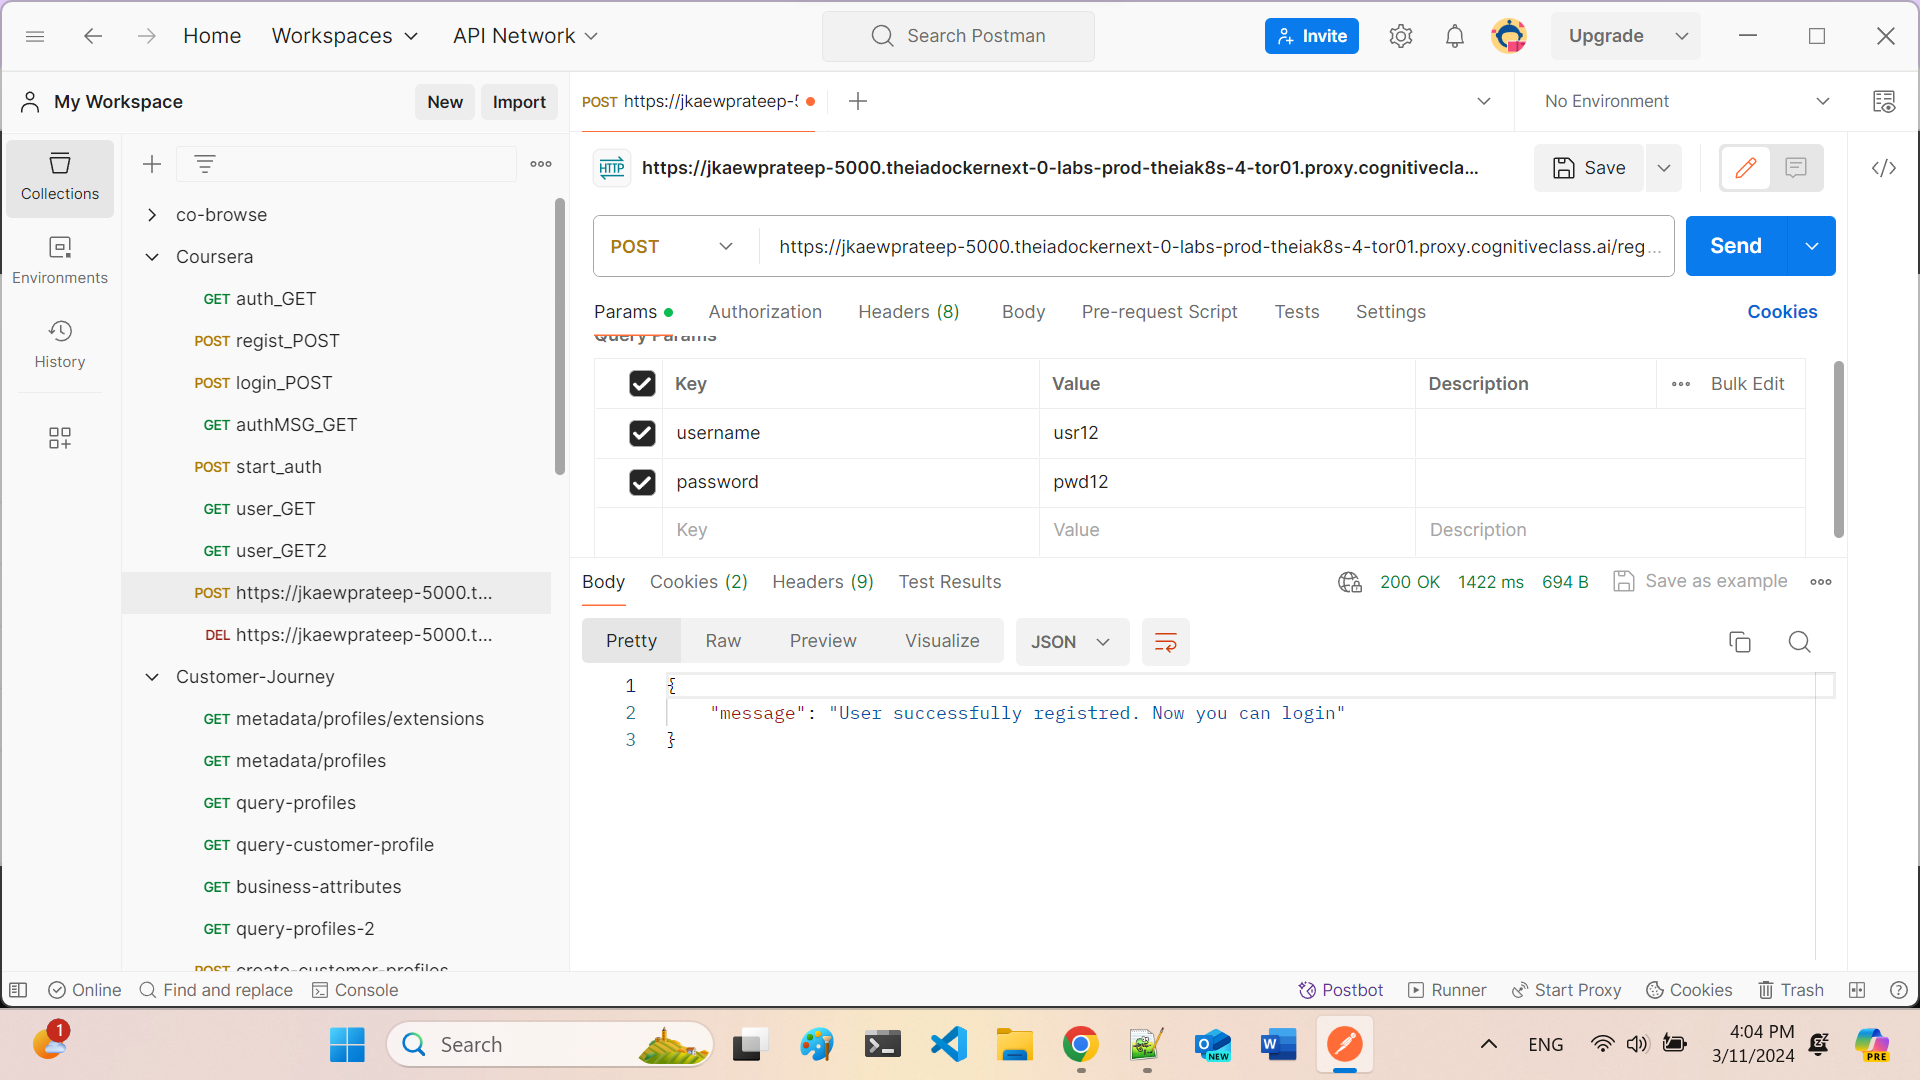 Home Workspaces API Network Search Postman Invite Upgrade
My Workspace New Import POST https://jkaewprateep-5 No Environment
Collections
Environments
History
co-browse
Coursera
GET auth_GET
POST regist_POST
POST login_POST
GET authMSG_GET
POST start_auth
GET user_GET
GET user_GET2
POST https://jkaewprateep-5000.t...
DEL https://jkaewprateep-5000.t...
Customer-Journey
GET metadata/profiles/extensions
GET metadata/profiles
GET query-profiles
GET query-customer-profile
GET business-attributes
GET query-profiles-2
POST create-customer-profiles
HTTP https://jkaewprateep-5000.theiadockernext-0-labs-prod-theiak8s-4-tor01.proxy.cognitivecla... Save
POST https://jkaewprateep-5000.theiadockernext-0-labs-prod-theiak8s-4-tor01.proxy.cognitiveclass.ai/reg... Send
Params Authorization Headers (8) Body Pre-request Script Tests Settings Cookies
Query Params
Key Value Description Bulk Edit
username usr12
password pwd12
Key Value Description
Body Cookies (2) Headers (9) Test Results 200 OK 1422 ms 694 B Save as example
Pretty Raw Preview Visualize JSON
1 {
2 "message": "User successfully registred. Now you can login"
3 }
Online Find and replace Console Postbot Runner Start Proxy Cookies Trash
1 Search NEW W ENG 4:04 PM PRE
3/11/2024